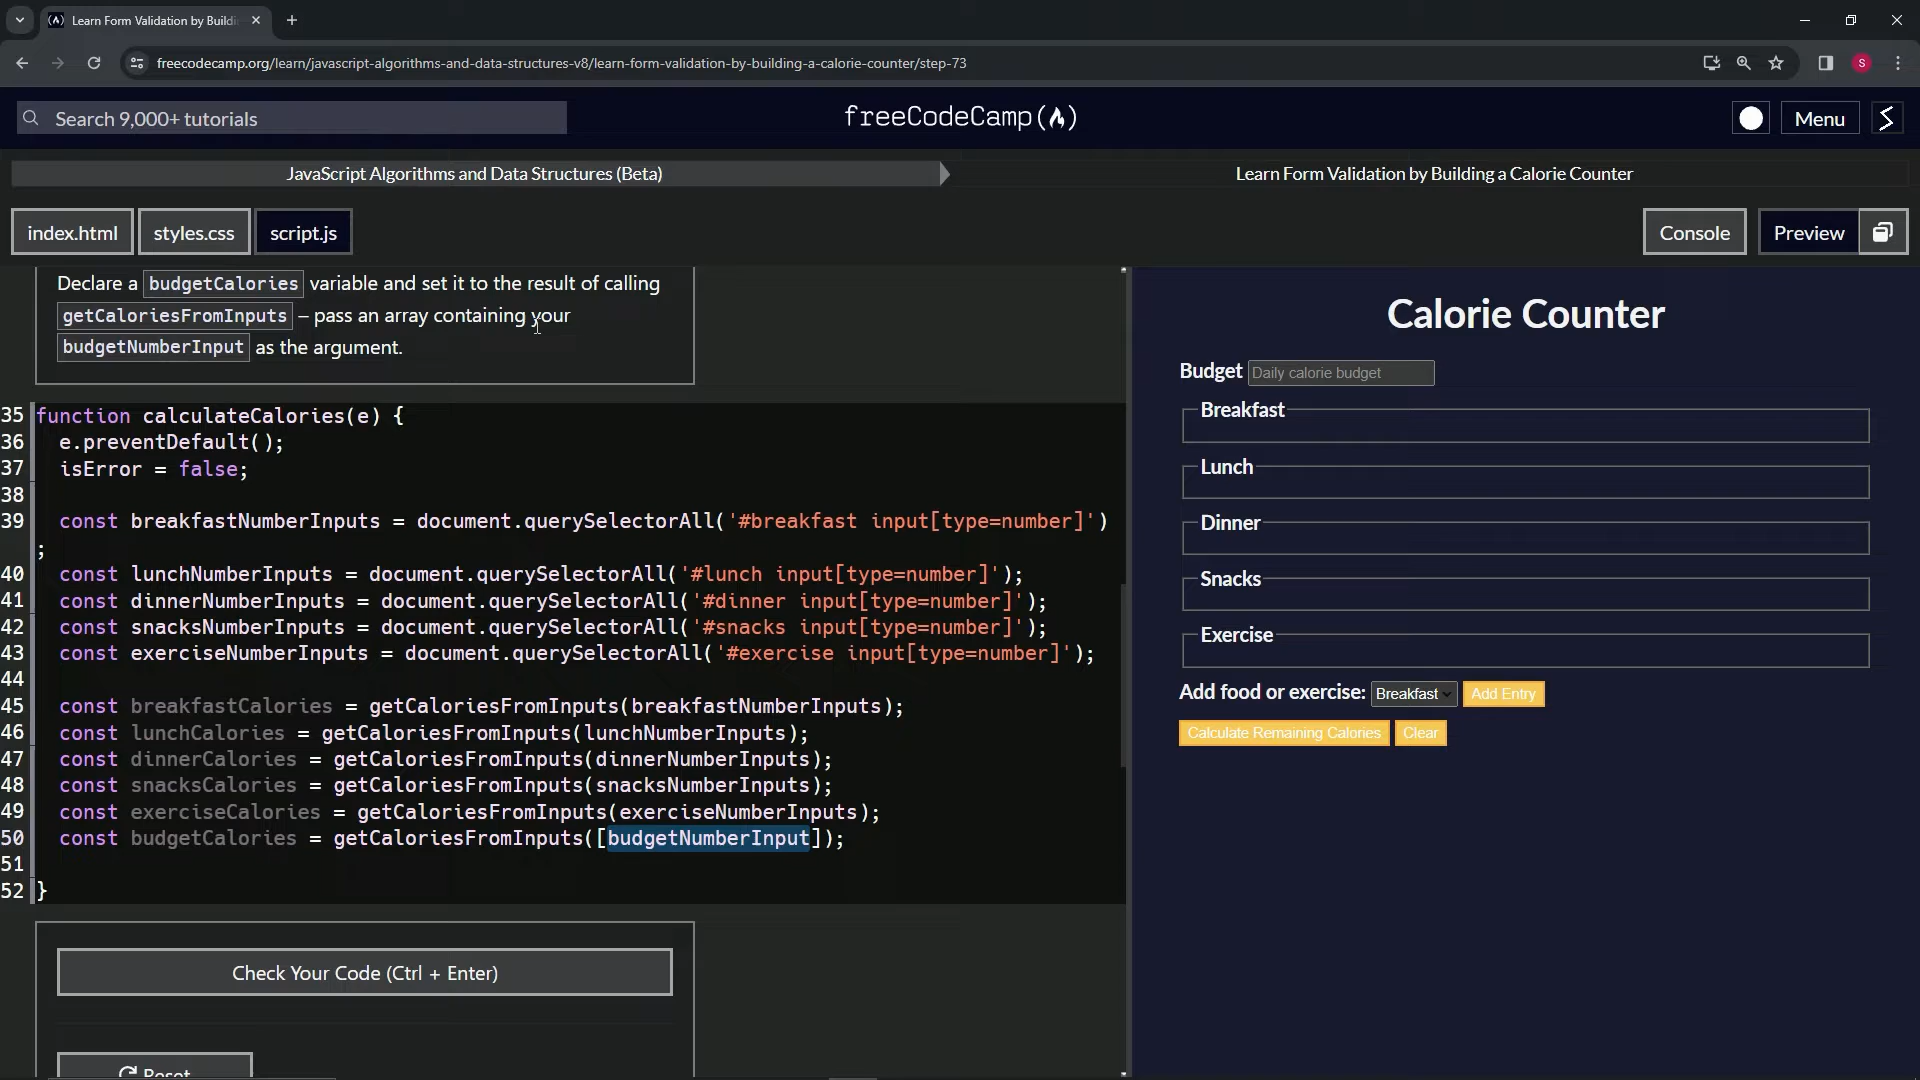 Learn Form Validation by Buildi
freecodecamp.org/learn/javascript-algorithms-and-data-structures-v8/learn-form-validation-by-building-a-calorie-counter/step-73
S
Search 9,000+ tutorials
freeCodeCamp
Menu
JavaScript Algorithms and Data Structures (Beta)
Learn Form Validation by Building a Calorie Counter
index.html
styles.css
script.js
Console
Preview
Declare a budgetCalories variable and set it to the result of calling
getCaloriesFromInputs – pass an array containing your
budgetNumberInput as the argument.
35 function calculateCalories(e) {
36 e.preventDefault();
37 isError = false;
38
39 const breakfastNumberInputs = document.querySelectorAll('#breakfast input[type=number]')
;
40 const lunchNumberInputs = document.querySelectorAll('#lunch input[type=number]');
41 const dinnerNumberInputs = document.querySelectorAll('#dinner input[type=number]');
42 const snacksNumberInputs = document.querySelectorAll('#snacks input[type=number]');
43 const exerciseNumberInputs = document.querySelectorAll('#exercise input[type=number]');
44
45 const breakfastCalories = getCaloriesFromInputs(breakfastNumberInputs);
46 const lunchCalories = getCaloriesFromInputs(lunchNumberInputs);
47 const dinnerCalories = getCaloriesFromInputs(dinnerNumberInputs);
48 const snacksCalories = getCaloriesFromInputs(snacksNumberInputs);
49 const exerciseCalories = getCaloriesFromInputs(exerciseNumberInputs);
50 const budgetCalories = getCaloriesFromInputs([budgetNumberInput]);
51
52 }
Check Your Code (Ctrl + Enter)
Reset
Calorie Counter
Budget Daily calorie budget
Breakfast
Lunch
Dinner
Snacks
Exercise
Add food or exercise: Breakfast Add Entry
Calculate Remaining Calories Clear